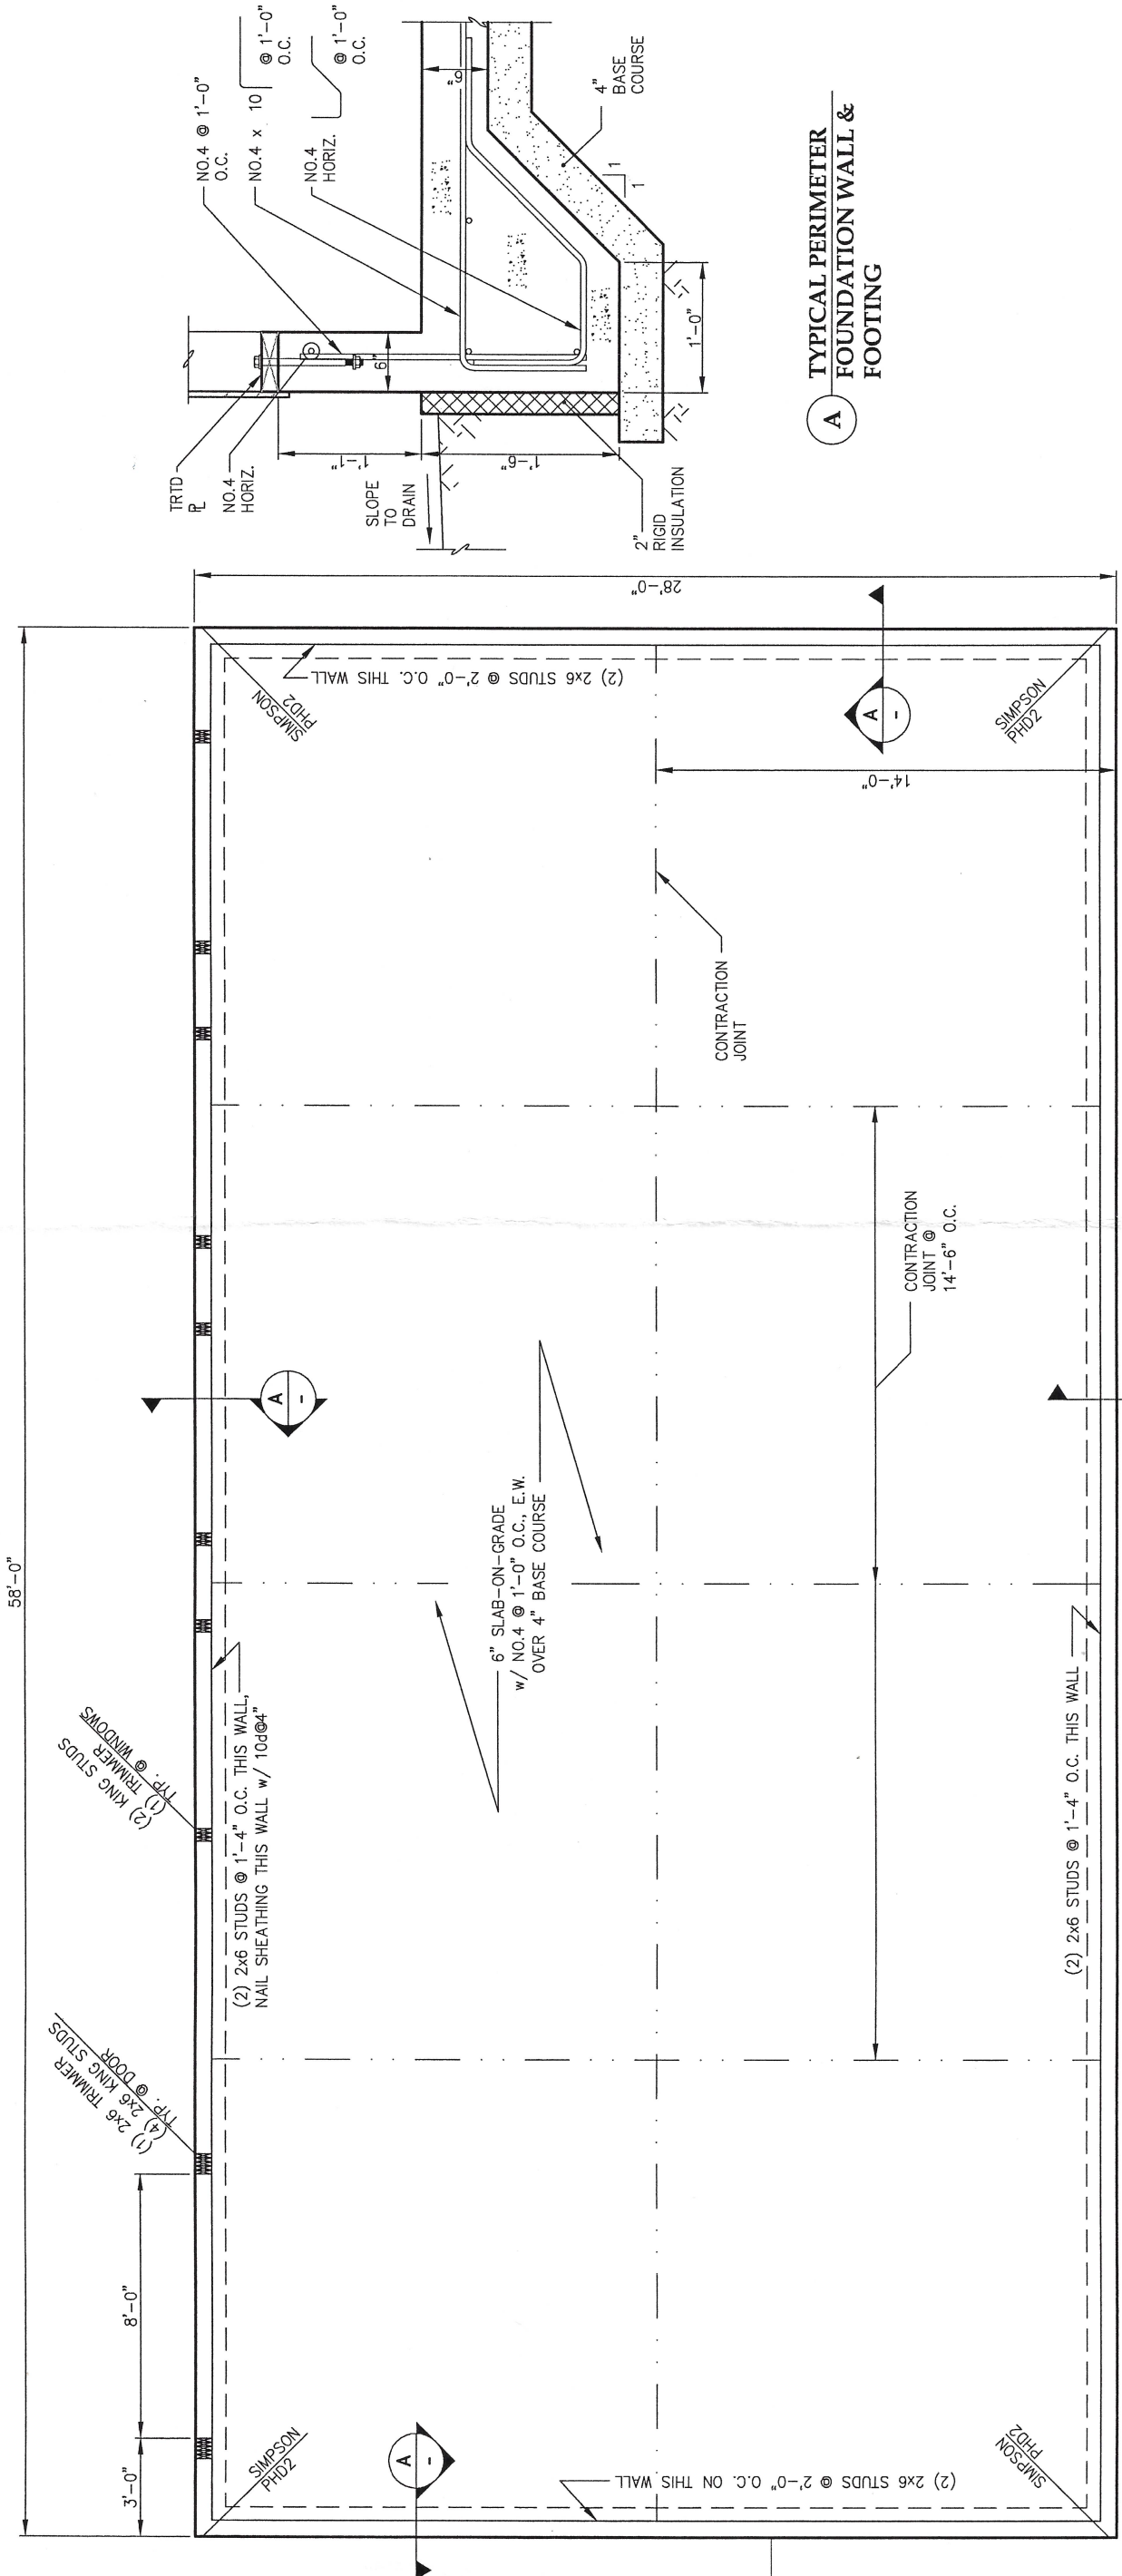 58'-0"
3'-0"
8'-0"
(1) 2x6 TRIMMER
(4) 2x6 KING STUDS
TYP. @ DOOR
(2) KING STUDS
(1) TRIMMER
TYP. @ WINDOWS
SIMPSON
PHD2
SIMPSON
PHD2
(2) 2x6 STUDS @ 1'-4" O.C. THIS WALL,
NAIL SHEATHING THIS WALL w/ 10d@4"
A
-
A
-
6" SLAB-ON-GRADE
w/ NO.4 @ 1'-0" O.C., E.W.
OVER 4" BASE COURSE
CONTRACTION
JOINT
CONTRACTION
JOINT @
14'-6" O.C.
(2) 2x6 STUDS @ 2'-0" O.C. ON THIS WALL
(2) 2x6 STUDS @ 2'-0" O.C. THIS WALL
A
-
14'-0"
28'-0"
SIMPSON
PHD2
SIMPSON
PHD2
(2) 2x6 STUDS @ 1'-4" O.C. THIS WALL
TRTD
PL
NO.4
HORIZ.
SLOPE
TO
DRAIN
2"
RIGID
INSULATION
1'-1"
1'-6"
6"
NO.4 @ 1'-0"
O.C.
NO.4 x 10
@ 1'-0"
O.C.
NO.4
HORIZ.
@ 1'-0"
O.C.
6"
4"
BASE
COURSE
1
1
1'-0"
A
TYPICAL PERIMETER
FOUNDATION WALL &
FOOTING